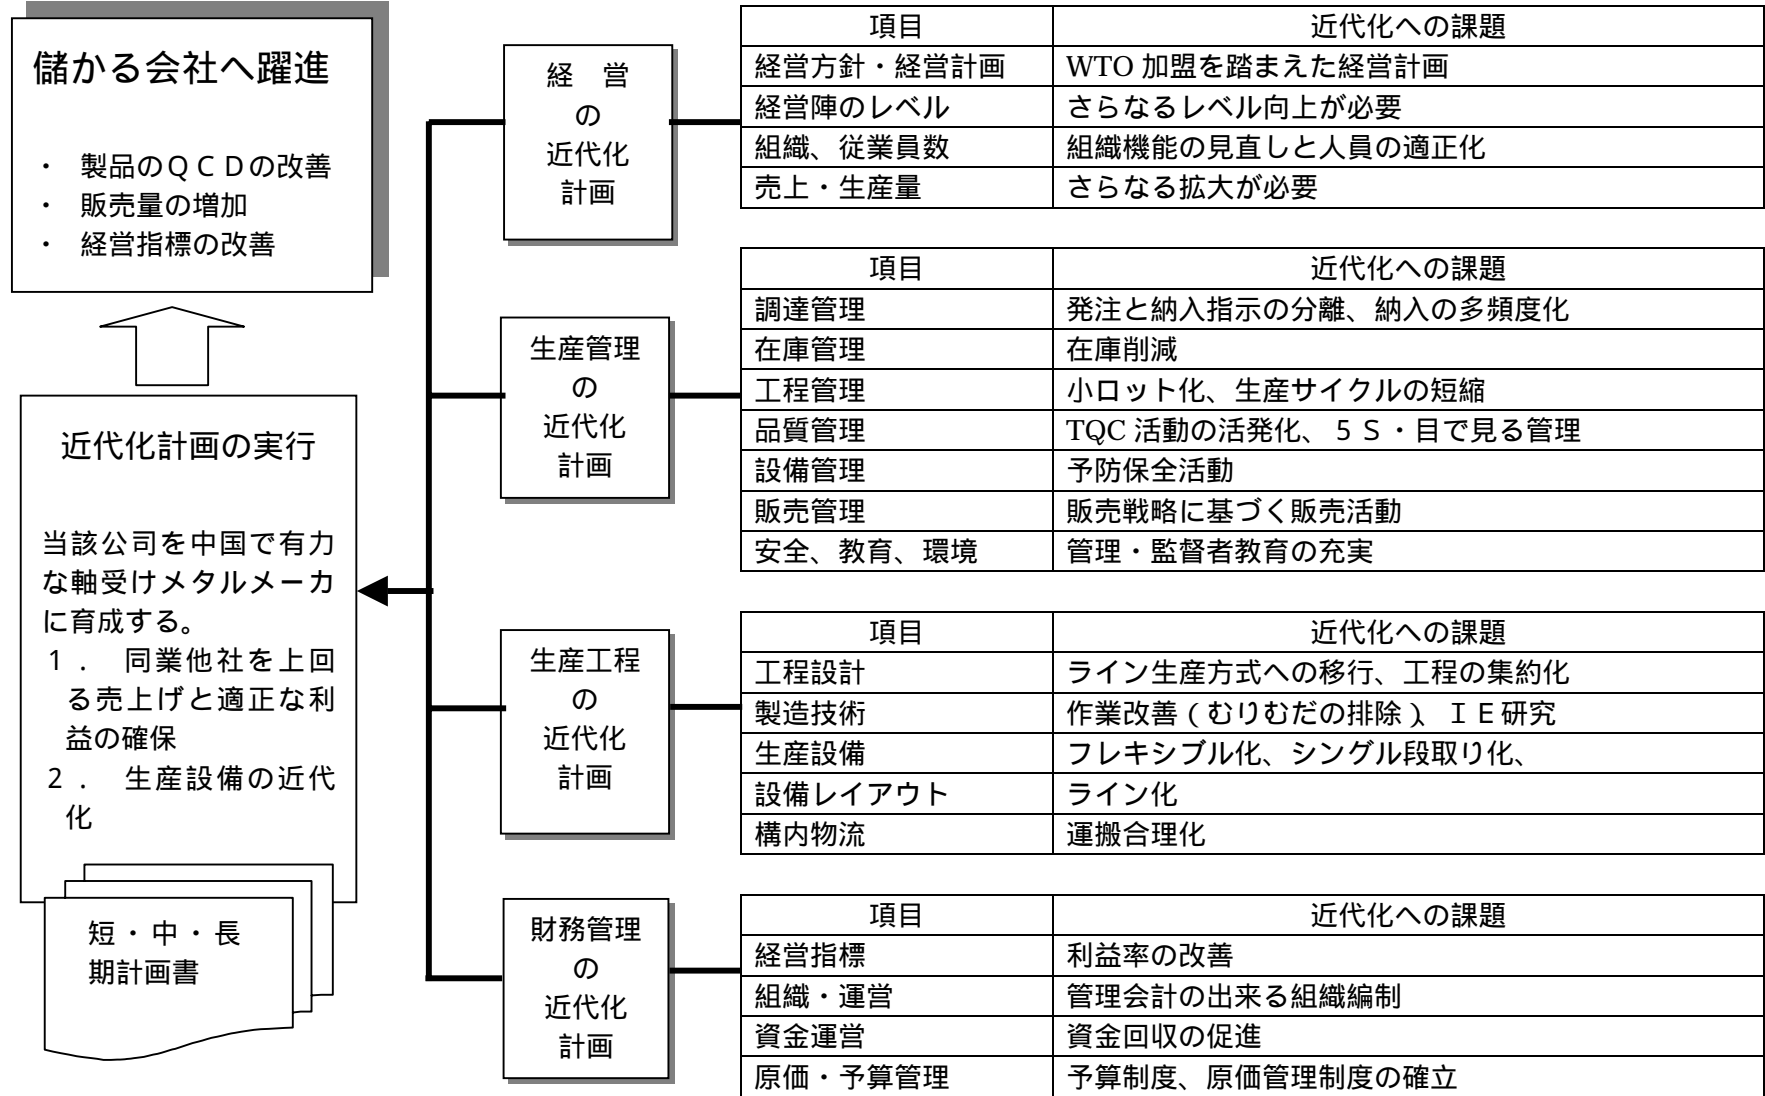 儲かる会社へ躍進
・ 製品のＱＣＤの改善
・ 販売量の増加
・ 経営指標の改善
近代化計画の実行
当該公司を中国で有力
な軸受けメタルメーカ
に育成する。
１． 同業他社を上回
る売上げと適正な利
益の確保
２． 生産設備の近代
化
短・中・長
期計画書
経　営
の
近代化
計画
項目 近代化への課題
経営方針・経営計画 WTO 加盟を踏まえた経営計画
経営陣のレベル さらなるレベル向上が必要
組織、従業員数 組織機能の見直しと人員の適正化
売上・生産量 さらなる拡大が必要
生産管理
の
近代化
計画
項目 近代化への課題
調達管理 発注と納入指示の分離、納入の多頻度化
在庫管理 在庫削減
工程管理 小ロット化、生産サイクルの短縮
品質管理 TQC 活動の活発化、５Ｓ・目で見る管理
設備管理 予防保全活動
販売管理 販売戦略に基づく販売活動
安全、教育、環境 管理・監督者教育の充実
生産工程
の
近代化
計画
項目 近代化への課題
工程設計 ライン生産方式への移行、工程の集約化
製造技術 作業改善（むりむだの排除）、ＩＥ研究
生産設備 フレキシブル化、シングル段取り化、
設備レイアウト ライン化
構内物流 運搬合理化
財務管理
の
近代化
計画
項目 近代化への課題
経営指標 利益率の改善
組織・運営 管理会計の出来る組織編制
資金運営 資金回収の促進
原価・予算管理 予算制度、原価管理制度の確立